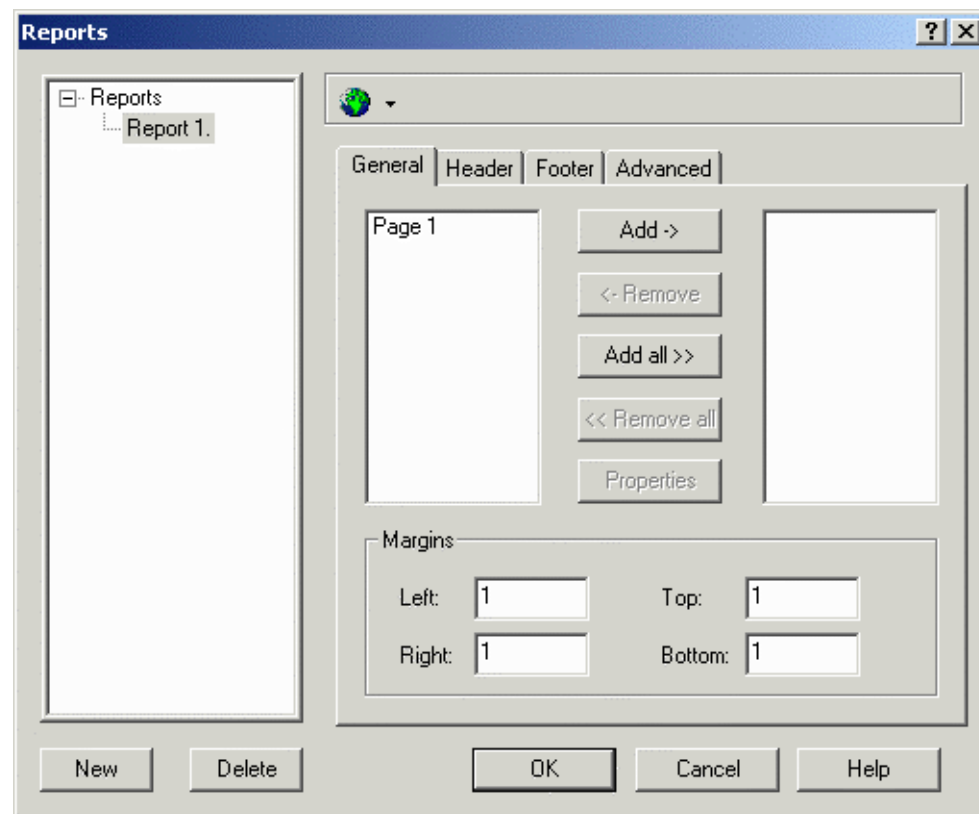 Reports
Reports
Report 1.
General Header Footer Advanced
Page 1
Add ->
<- Remove
Add all >>
<< Remove all
Properties
Margins
Left: 1 Top: 1
Right: 1 Bottom: 1
New Delete OK Cancel Help